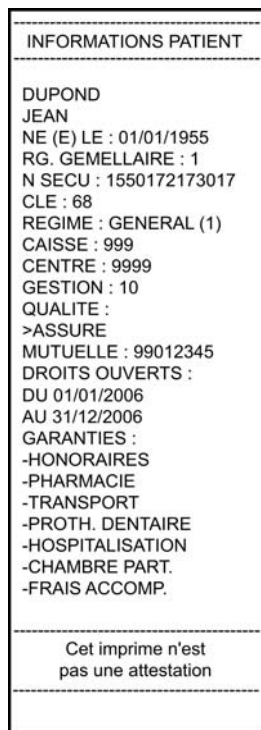 INFORMATIONS PATIENT
DUPOND
JEAN
NE (E) LE : 01/01/1955
RG. GEMELLAIRE : 1
N SECU : 1550172173017
CLE : 68
REGIME : GENERAL (1)
CAISSE : 999
CENTRE : 9999
GESTION : 10
QUALITE :
>ASSURE
MUTUELLE : 99012345
DROITS OUVERTS :
DU 01/01/2006
AU 31/12/2006
GARANTIES :
-HONORAIRES
-PHARMACIE
-TRANSPORT
-PROTH. DENTAIRE
-HOSPITALISATION
-CHAMBRE PART.
-FRAIS ACCOMP.
Cet imprime n'est
pas une attestation